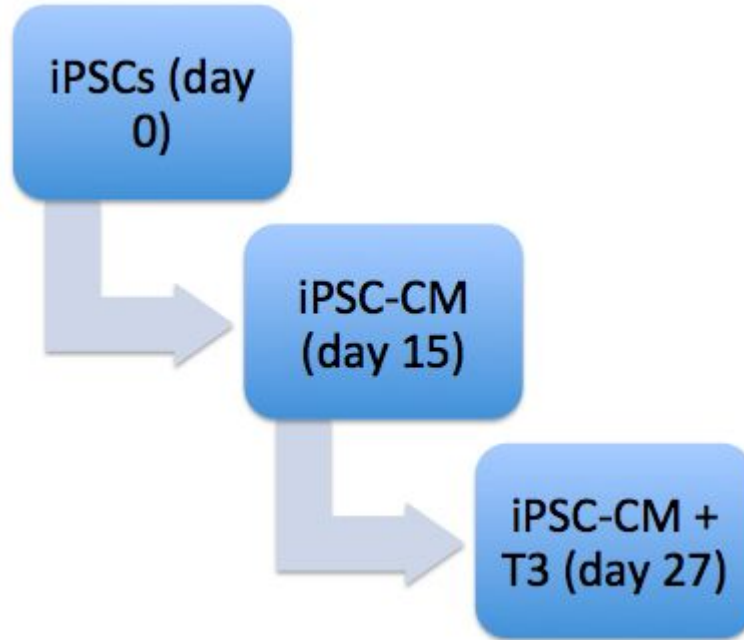 iPSCs (day
0)
iPSC-CM
(day 15)
iPSC-CM +
T3 (day 27)